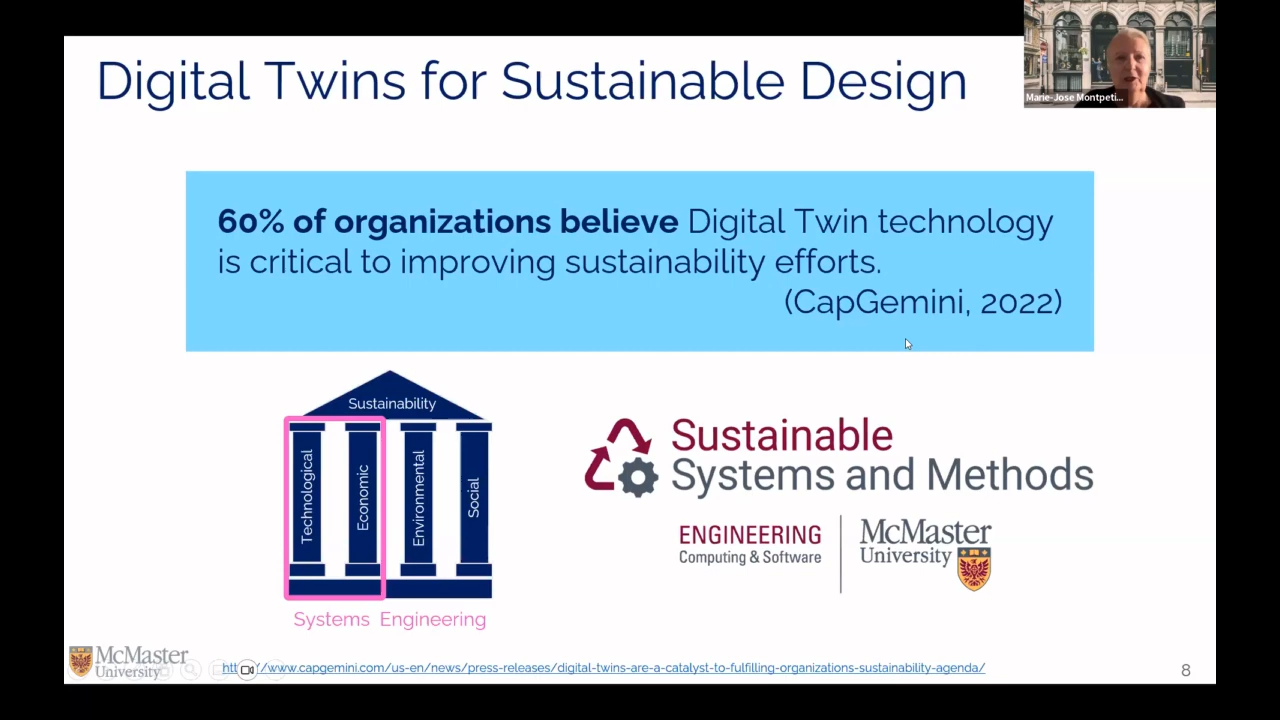 Digital Twins for Sustainable Design
Marie-Jose Montpeti...
60% of organizations believe Digital Twin technology
is critical to improving sustainability efforts.
(CapGemini, 2022)
Sustainability
Technological
Economic
Environmental
Social
Systems Engineering
Sustainable
Systems and Methods
ENGINEERING
Computing & Software
McMaster
University
McMaster
University
http://www.capgemini.com/us-en/news/press-releases/digital-twins-are-a-catalyst-to-fulfilling-organizations-sustainability-agenda/
8